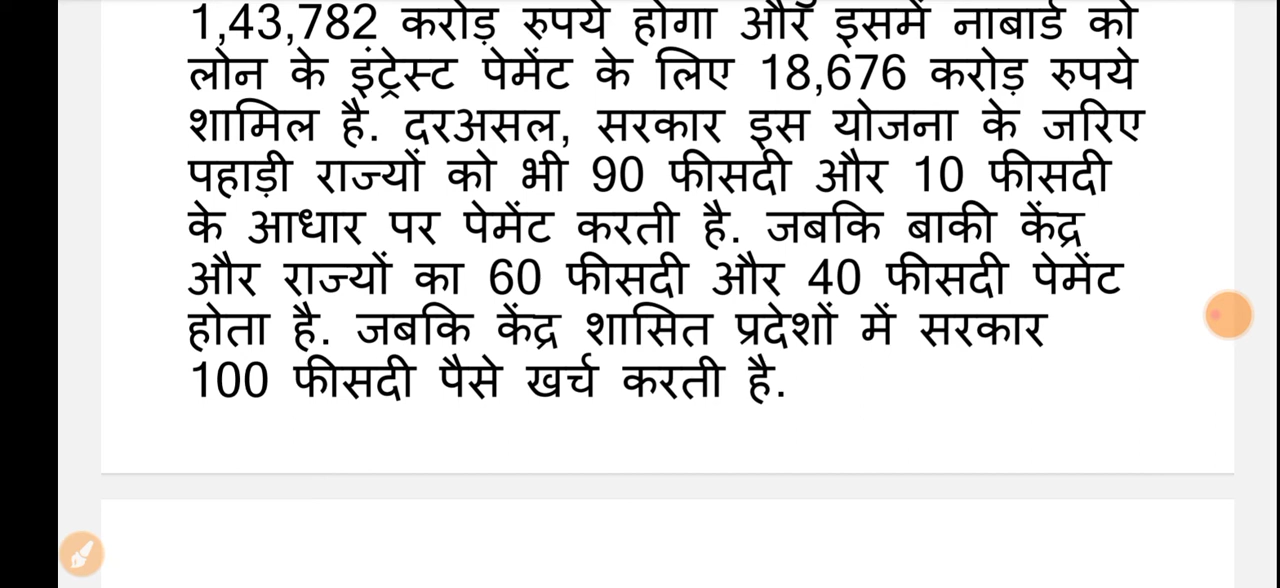 1,43,782 करोड़ रुपये होगा और इसमें नाबार्ड को
लोन के इंट्रेस्ट पेमेंट के लिए 18,676 करोड़ रुपये
शामिल है. दरअसल, सरकार इस योजना के जरिए
पहाड़ी राज्यों को भी 90 फीसदी और 10 फीसदी
के आधार पर पेमेंट करती है. जबकि बाकी केंद्र
और राज्यों का 60 फीसदी और 40 फीसदी पेमेंट
होता है. जबकि केंद्र शासित प्रदेशों में सरकार
100 फीसदी पैसे खर्च करती है.